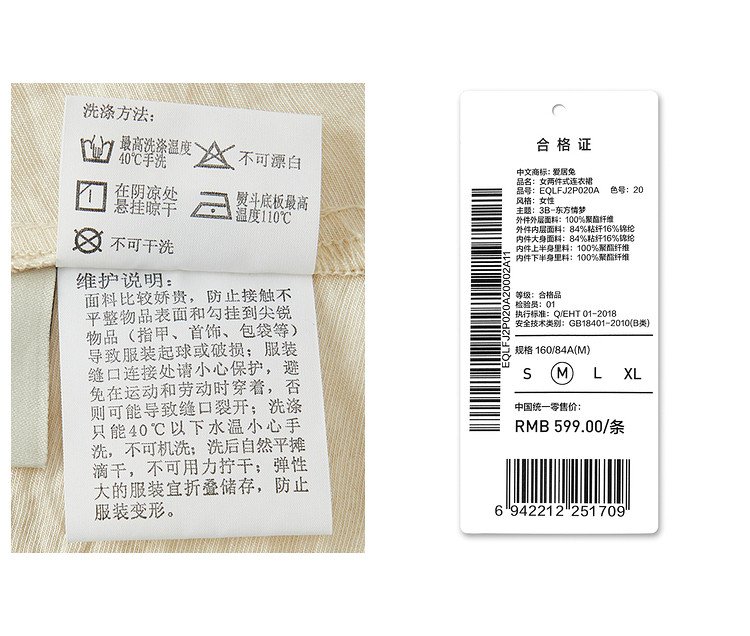 洗涤方法:
最高洗涤温度
40℃手洗
不可漂白
在阴凉处
悬挂晾干
熨斗底板最高
温度110℃
不可干洗
维护说明:
面料比较娇贵，防止接触不
平整物品表面和勾挂到尖锐
物品（指甲、首饰、包袋等）
导致服装起球或破损；服装
缝口连接处请小心保护，避
免在运动和劳动时穿着，否
则可能导致缝口裂开；洗涤
只能40℃以下水温小心手
洗，不可机洗；洗后自然平摊
滴干，不可用力拧干；弹性
大的服装宜折叠储存，防止
服装变形。
合格证
中文商标: 爱居兔
品名: 女两件式连衣裙
品号: EQLFJ2P020A 色号: 20
风格: 女性
主题: 3B-东方情梦
外件外层面料: 100%聚酯纤维
外件内层面料: 84%粘纤16%锦纶
内件大身面料: 84%粘纤16%锦纶
内件上半身里料: 100%聚酯纤维
内件下半身里料: 100%聚酯纤维
等级: 合格品
检验员: 01
执行标准: Q/EHT 01-2018
安全技术类别: GB18401-2010(B类)
EQLFJ2P020A20002A11
规格 160/84A(M)
S M L XL
中国统一零售价:
RMB 599.00/条
6 942212 251709